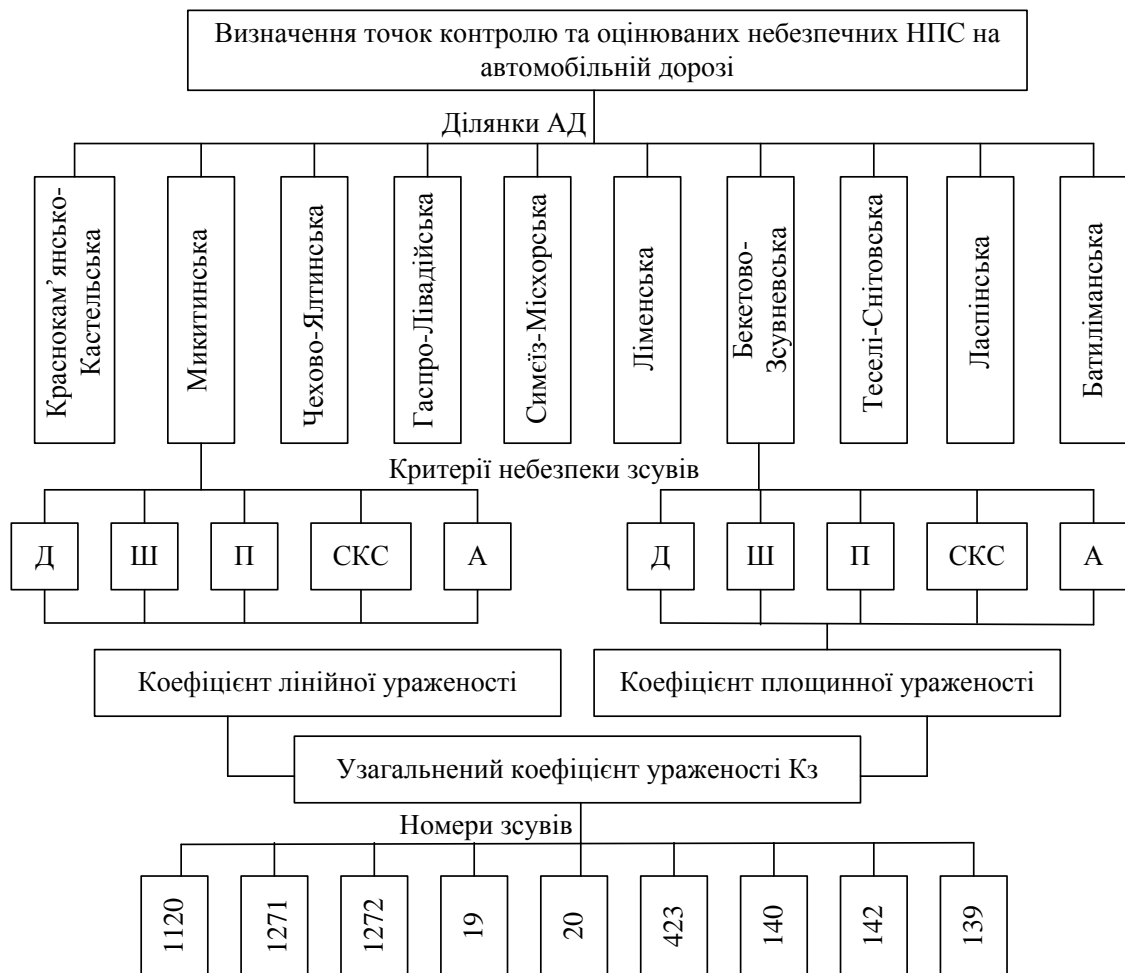 Визначення точок контролю та оцінюваних небезпечних НПС на
автомобільній дорозі
Ділянки АД
Краснокам’янсько-
Кастельська
Микитинська
Чехово-Ялтинська
Гаспро-Лівадійська
Симєїз-Місхорська
Ліменська
Бекетово-
Зсувневська
Теселі-Снітовська
Ласпінська
Батиліманська
Критерії небезпеки зсувів
Д
Ш
П
СКС
А
Д
Ш
П
СКС
А
Коефіцієнт лінійної ураженості
Коефіцієнт площинної ураженості
Узагальнений коефіцієнт ураженості Кз
Номери зсувів
1120
1271
1272
19
20
423
140
142
139